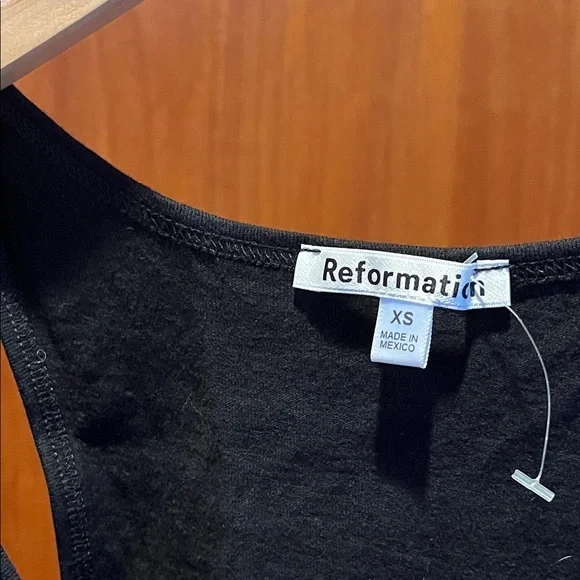 Reformation
XS
MADE IN
MEXICO